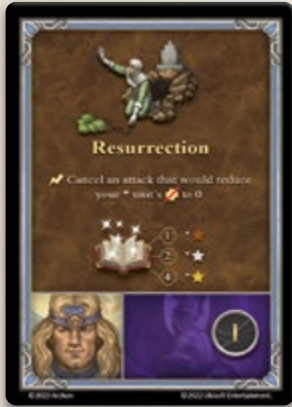 Resurrection
Cancel an attack that would reduce
your * unit's to 0
1
2
4
© 2022 Archon
© 2022 Ubisoft Entertainment.